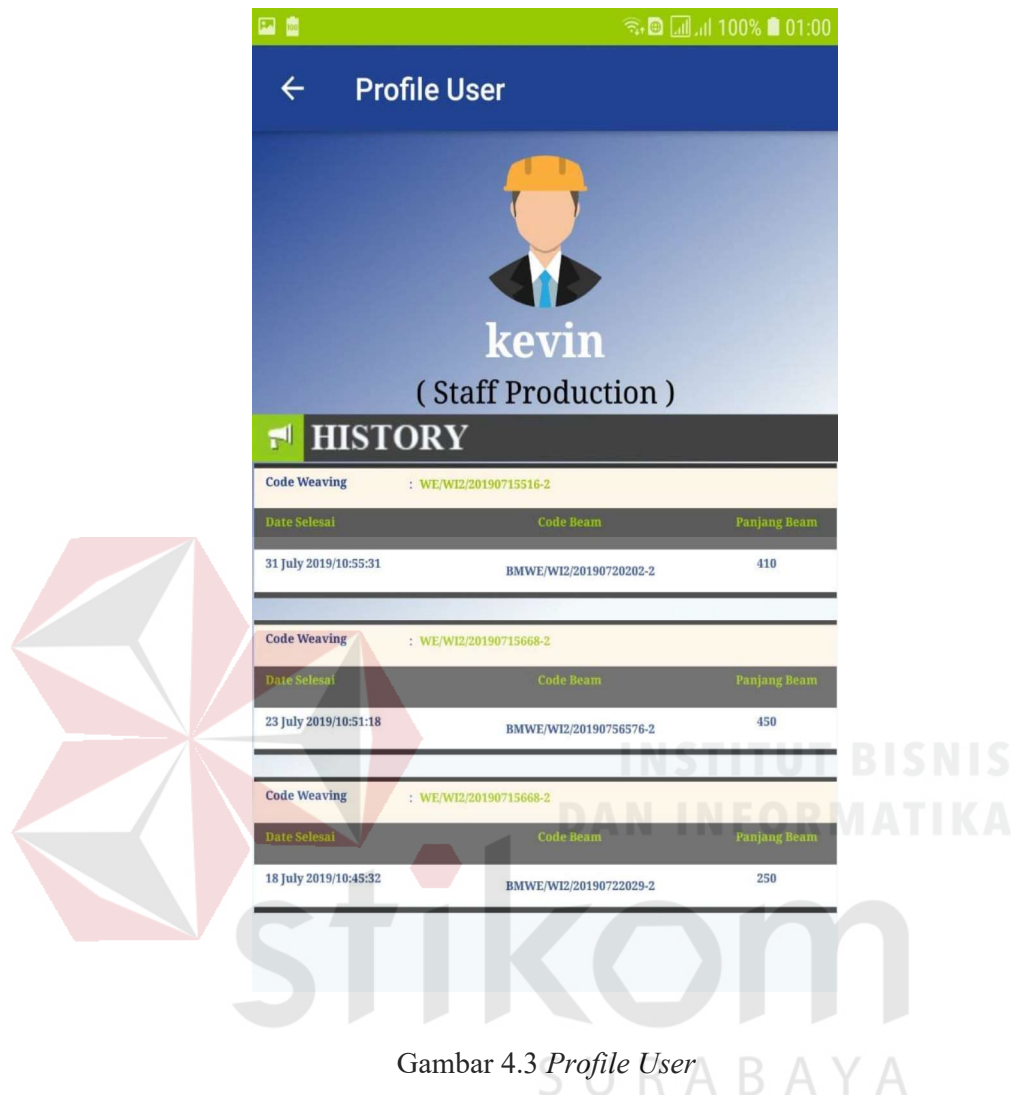 100% 01:00
Profile User
kevin
( Staff Production )
HISTORY
Code Weaving : WE/WI2/20190715516-2
Date Selesai Code Beam Panjang Beam
31 July 2019/10:55:31 BMWE/WI2/20190720202-2 410
Code Weaving : WE/WI2/20190715668-2
Date Selesai Code Beam Panjang Beam
23 July 2019/10:51:18 BMWE/WI2/20190756576-2 450
Code Weaving : WE/WI2/20190715668-2
Date Selesai Code Beam Panjang Beam
18 July 2019/10:45:32 BMWE/WI2/20190722029-2 250
INSTITUT BISNIS
DAN INFORMATIKA
stikom
SURABAYA
Gambar 4.3 Profile User